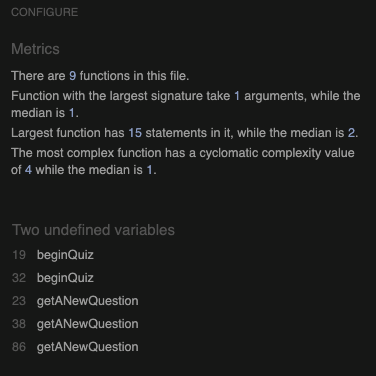 CONFIGURE
Metrics
There are 9 functions in this file.
Function with the largest signature take 1 arguments, while the
median is 1.
Largest function has 15 statements in it, while the median is 2.
The most complex function has a cyclomatic complexity value
of 4 while the median is 1.
Two undefined variables
19 beginQuiz
32 beginQuiz
23 getANewQuestion
38 getANewQuestion
86 getANewQuestion